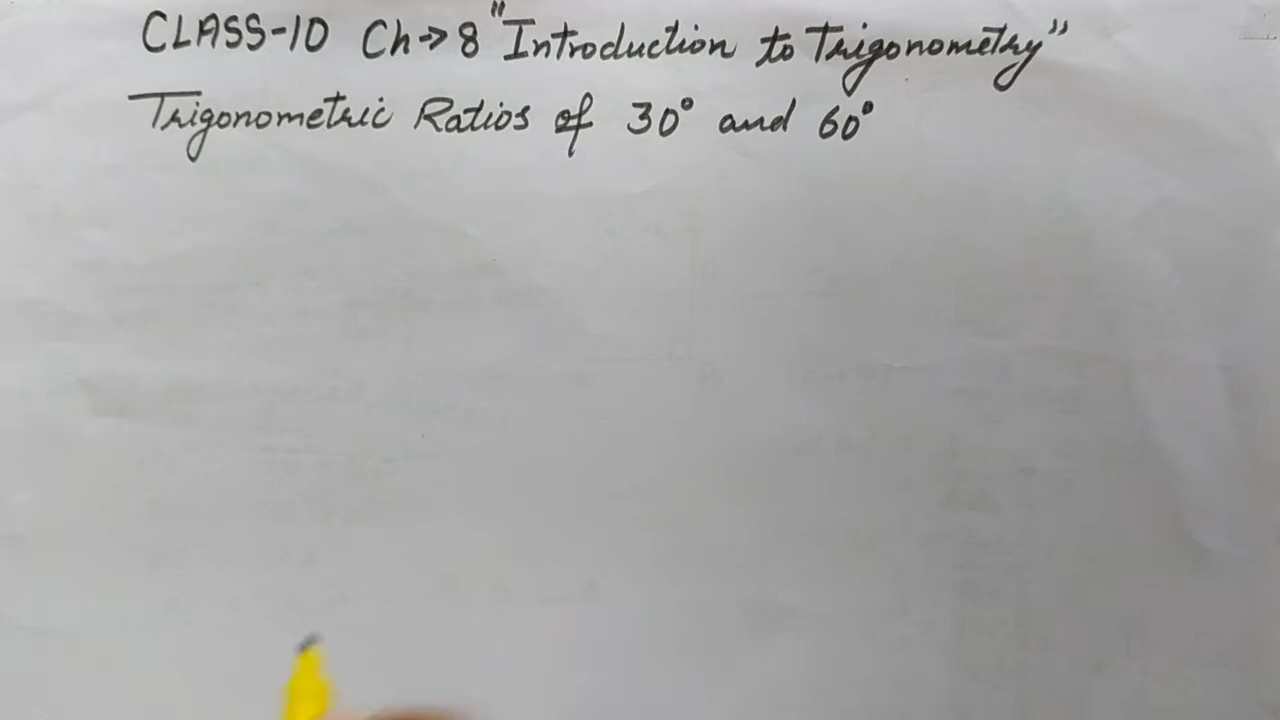 CLASS-10 Ch→8 "Introduction to Trigonometry"
Trigonometric Ratios of 30° and 60°